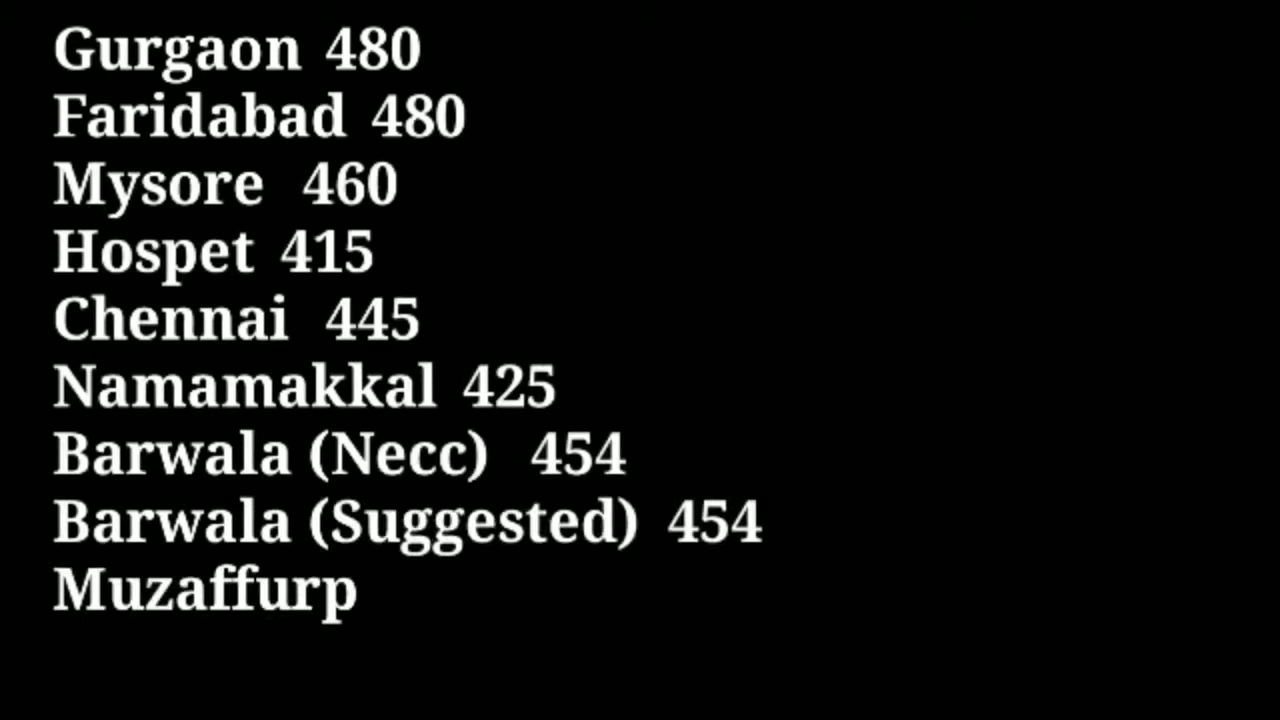 Gurgaon 480
Faridabad 480
Mysore 460
Hospet 415
Chennai 445
Namamakkal 425
Barwala (Necc) 454
Barwala (Suggested) 454
Muzaffurp